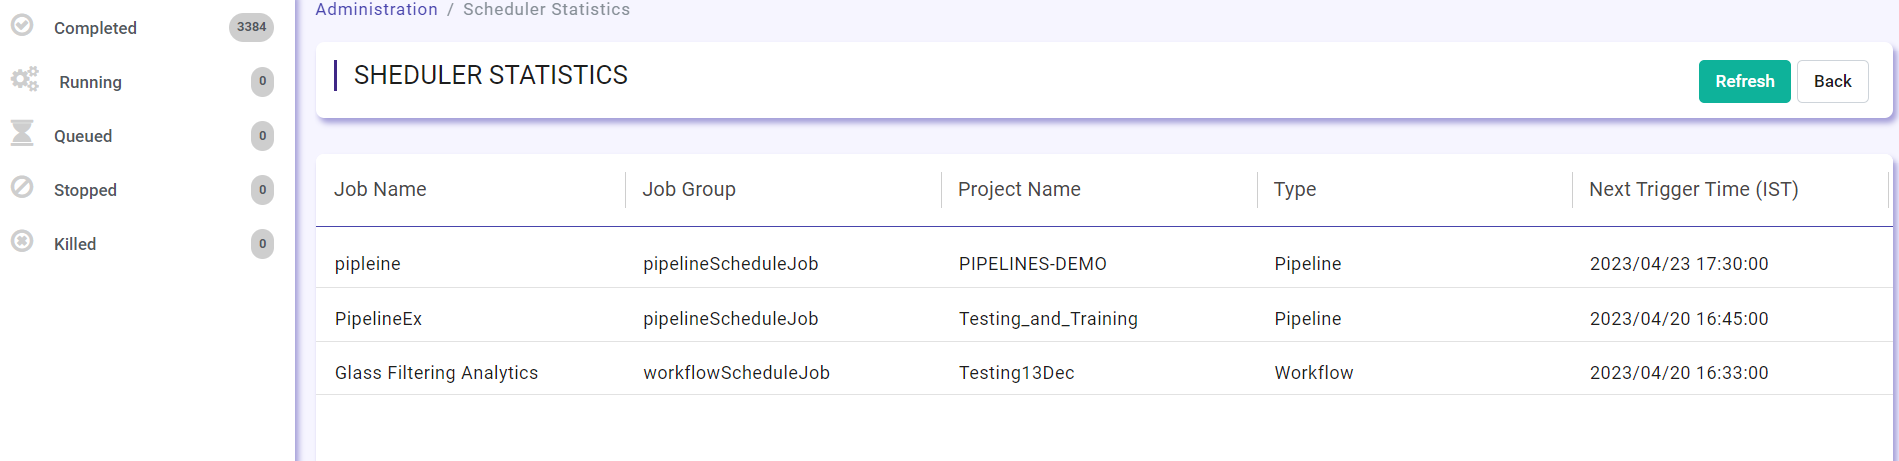 Completed 3384
Running 0
Queued 0
Stopped 0
Killed 0
Administration / Scheduler Statistics
SHEDULER STATISTICS
Refresh Back
Job Name Job Group Project Name Type Next Trigger Time (IST)
pipleine pipelineScheduleJob PIPELINES-DEMO Pipeline 2023/04/23 17:30:00
PipelineEx pipelineScheduleJob Testing_and_Training Pipeline 2023/04/20 16:45:00
Glass Filtering Analytics workflowScheduleJob Testing13Dec Workflow 2023/04/20 16:33:00